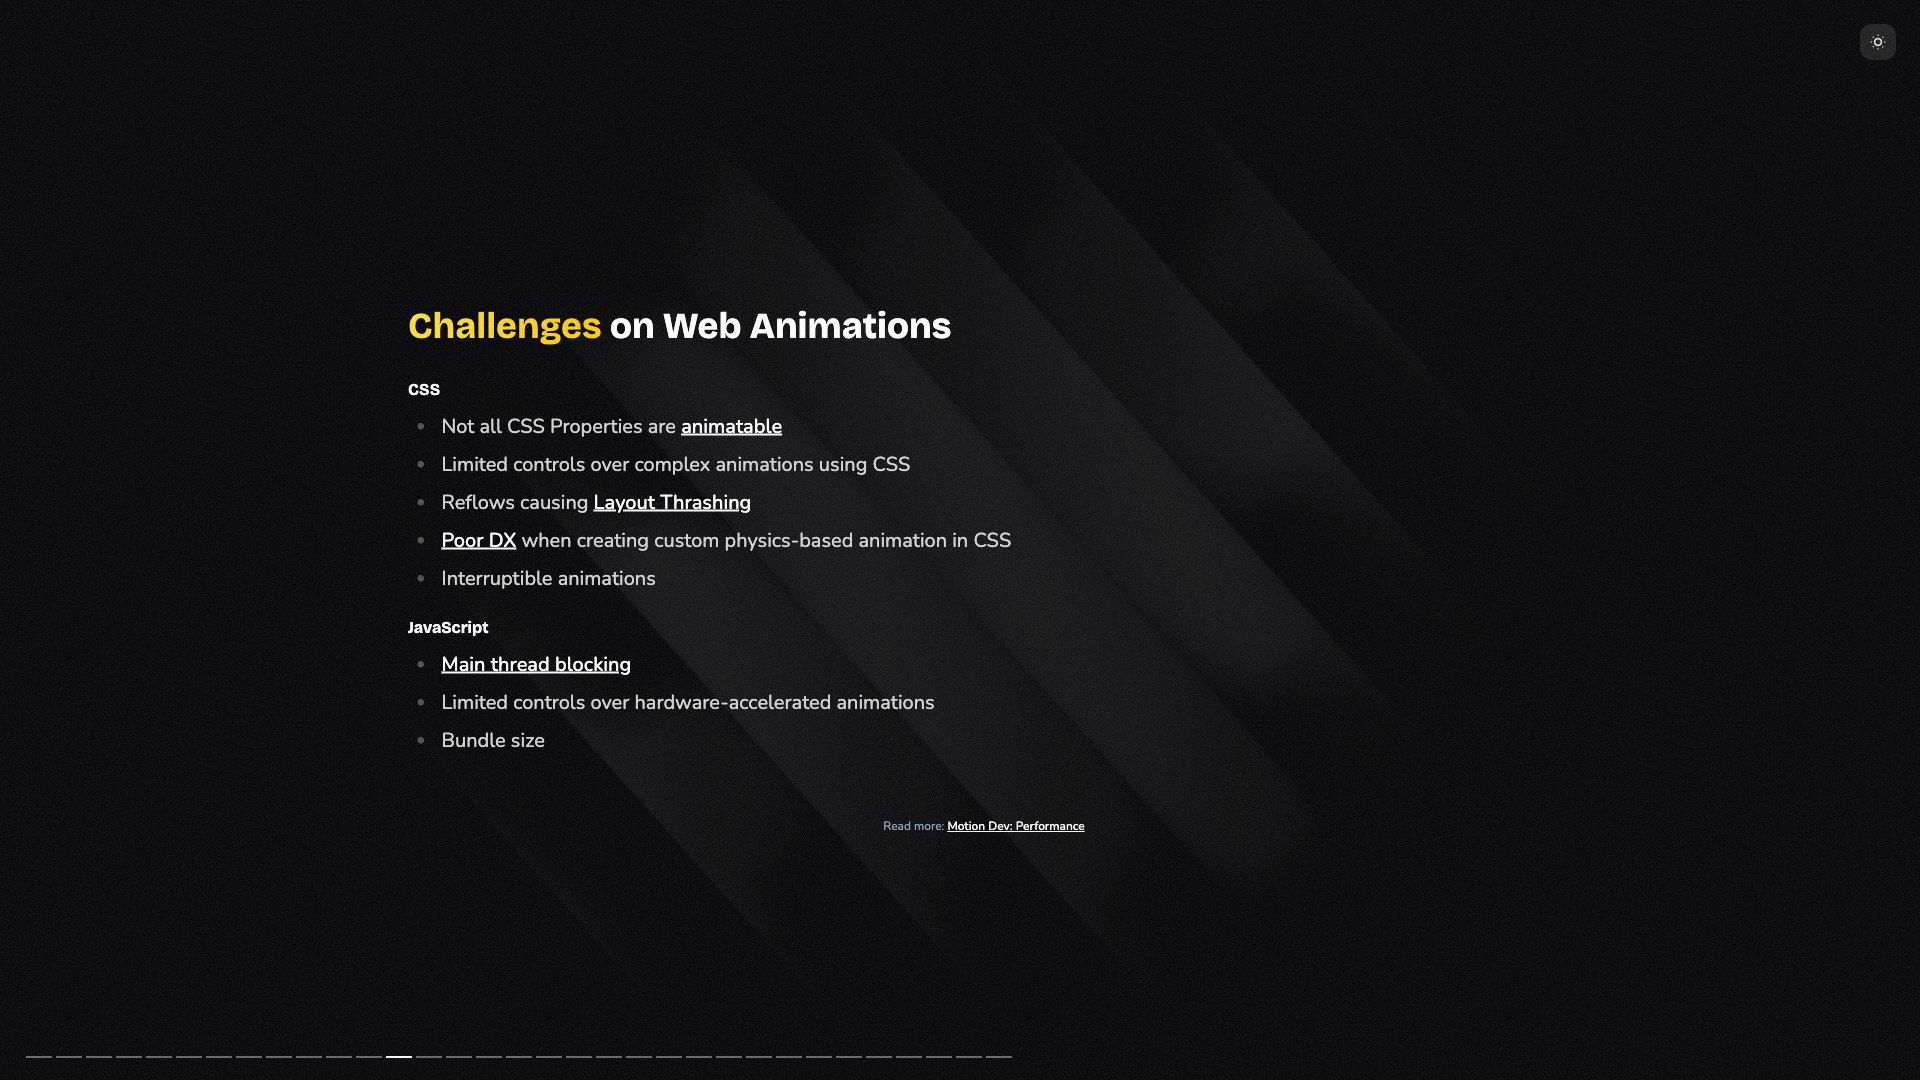 Challenges on Web Animations
CSS
Not all CSS Properties are animatable
Limited controls over complex animations using CSS
Reflows causing Layout Thrashing
Poor DX when creating custom physics-based animation in CSS
Interruptible animations
JavaScript
Main thread blocking
Limited controls over hardware-accelerated animations
Bundle size
Read more: Motion Dev: Performance